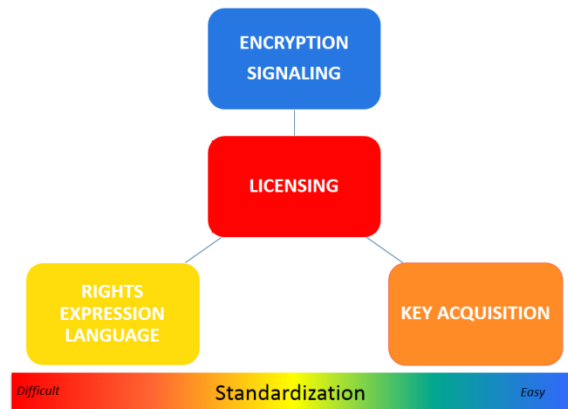 ENCRYPTION
SIGNALING
LICENSING
RIGHTS
EXPRESSION
LANGUAGE
KEY ACQUISITION
Difficult
Standardization
Easy